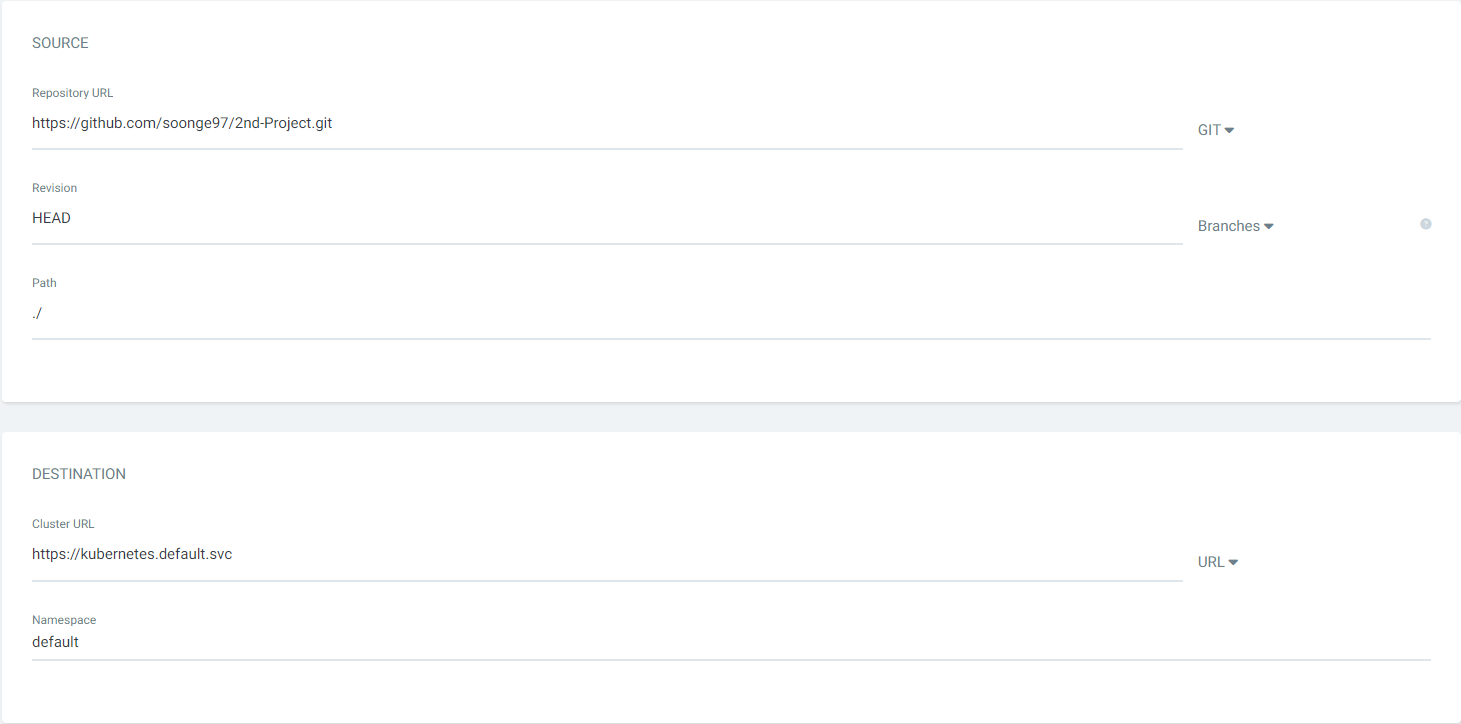 SOURCE
Repository URL
https://github.com/soonge97/2nd-Project.git
GIT
Revision
HEAD
Branches
?
Path
./
DESTINATION
Cluster URL
https://kubernetes.default.svc
URL
Namespace
default